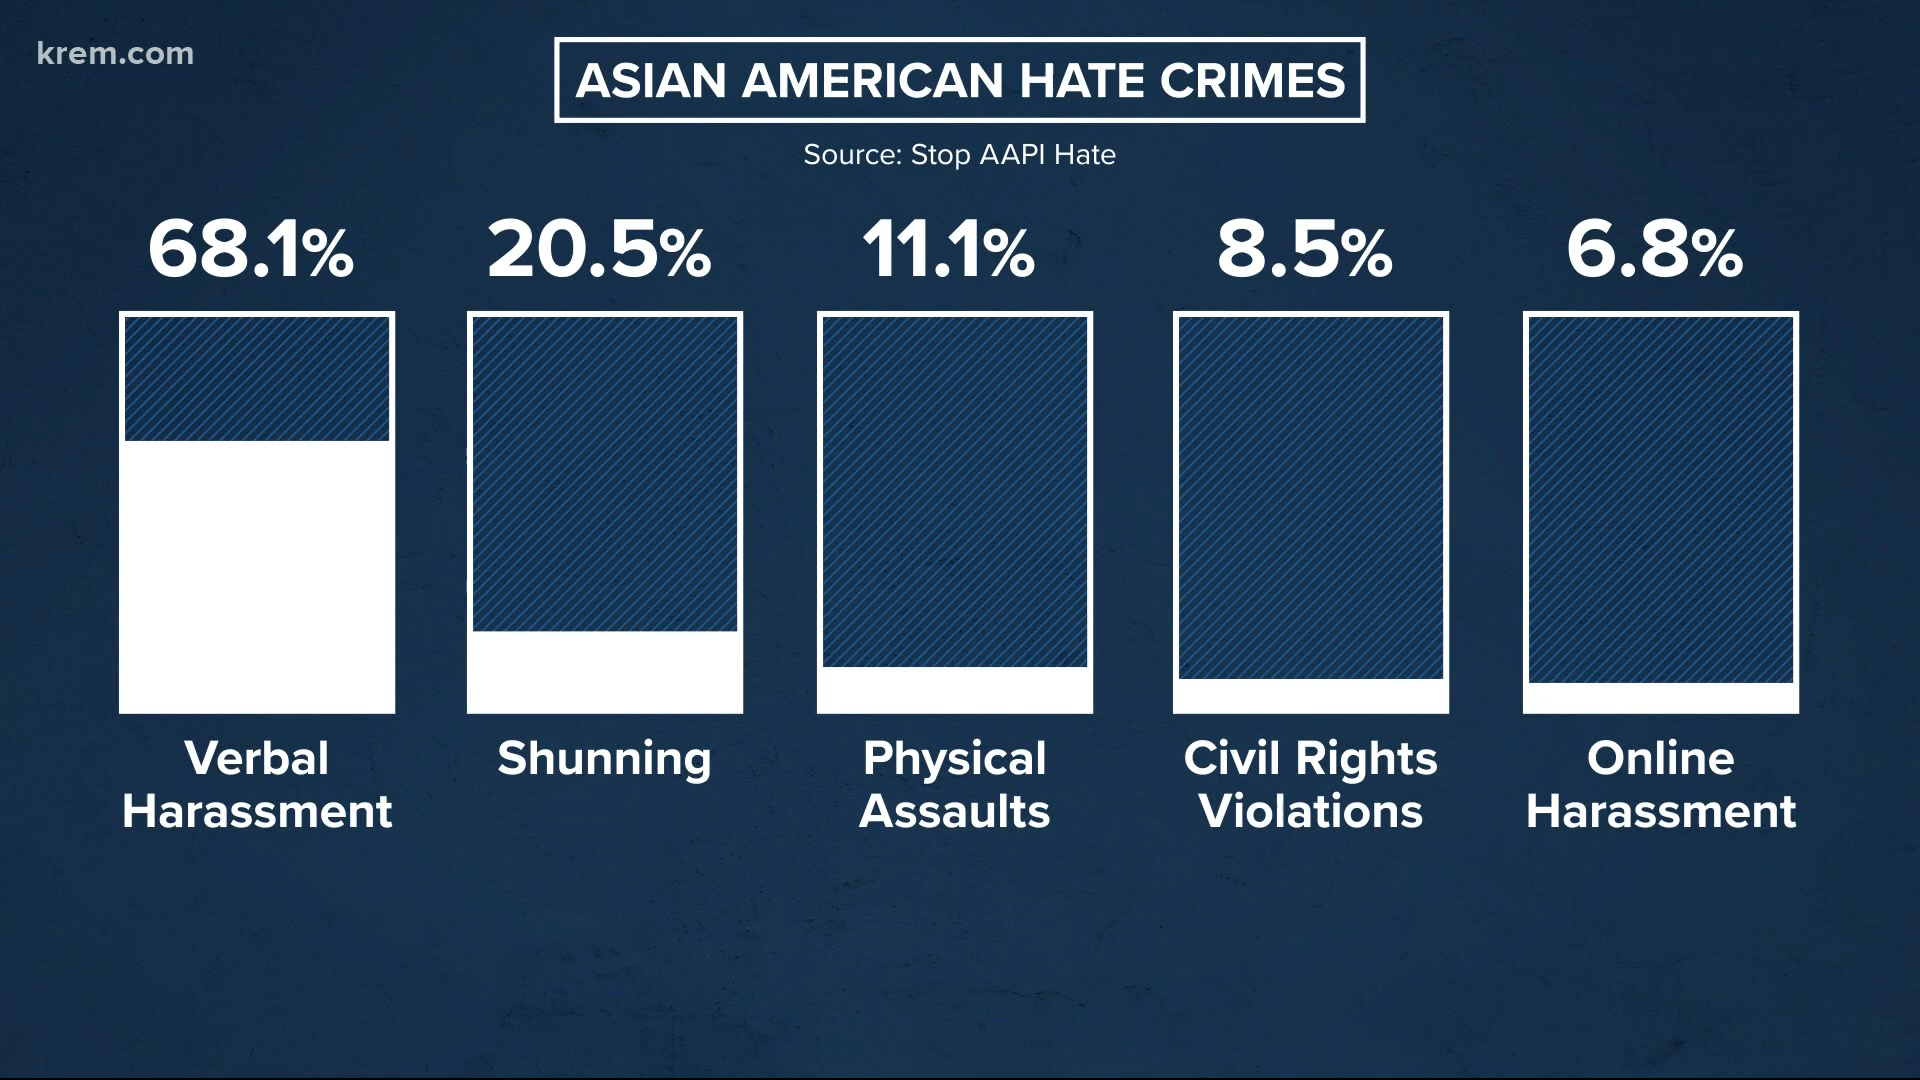 krem.com
ASIAN AMERICAN HATE CRIMES
Source: Stop AAPI Hate
68.1%
20.5%
11.1%
8.5%
6.8%
Verbal
Harassment
Shunning
Physical
Assaults
Civil Rights
Violations
Online
Harassment